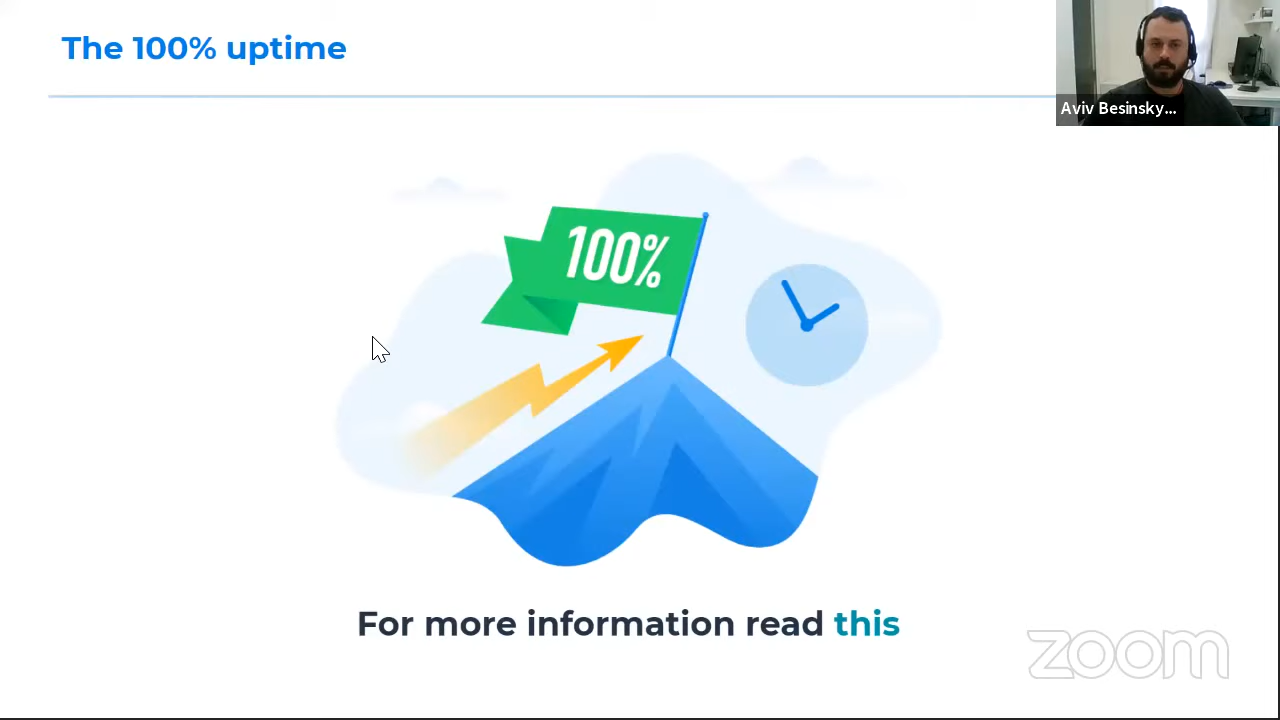 The 100% uptime
Aviv Besinsky...
100%
For more information read this
zoom